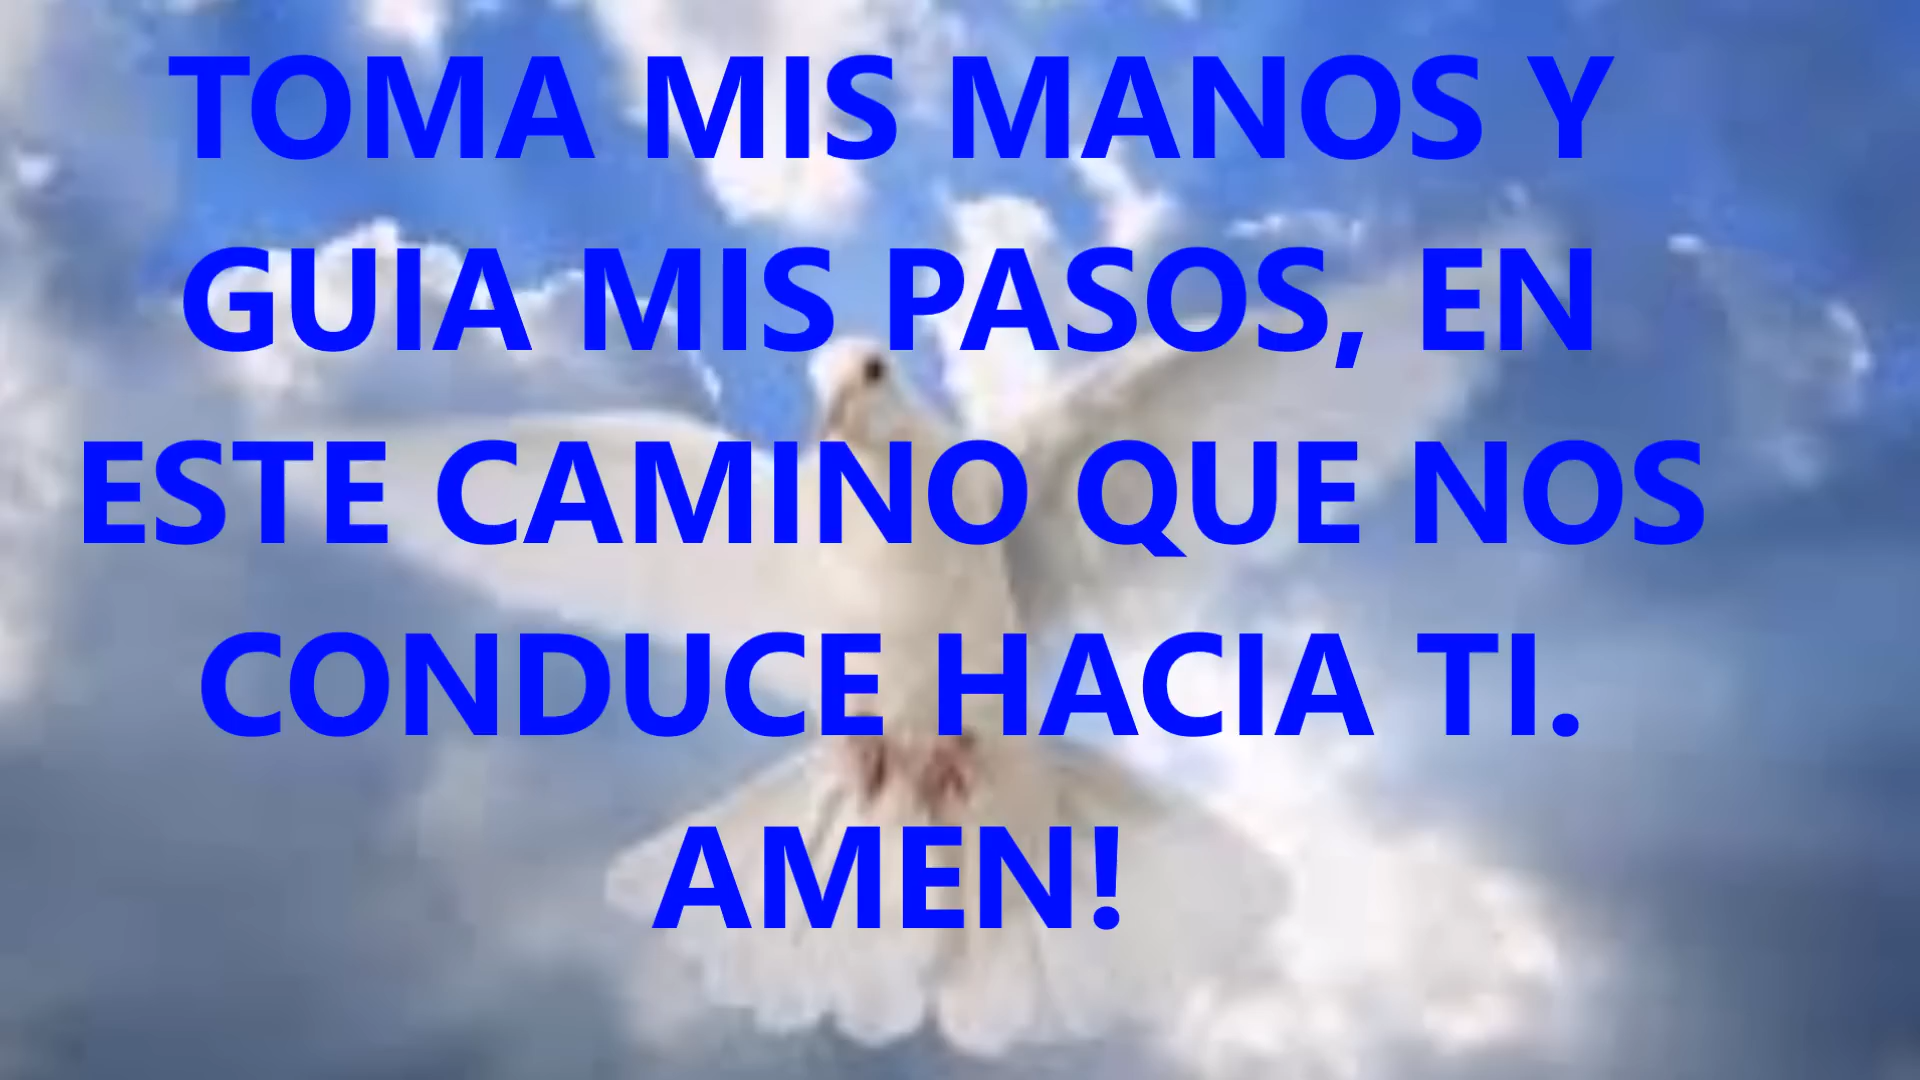 TOMA MIS MANOS Y
GUIA MIS PASOS, EN
ESTE CAMINO QUE NOS
CONDUCE HACIA TI.
AMEN!